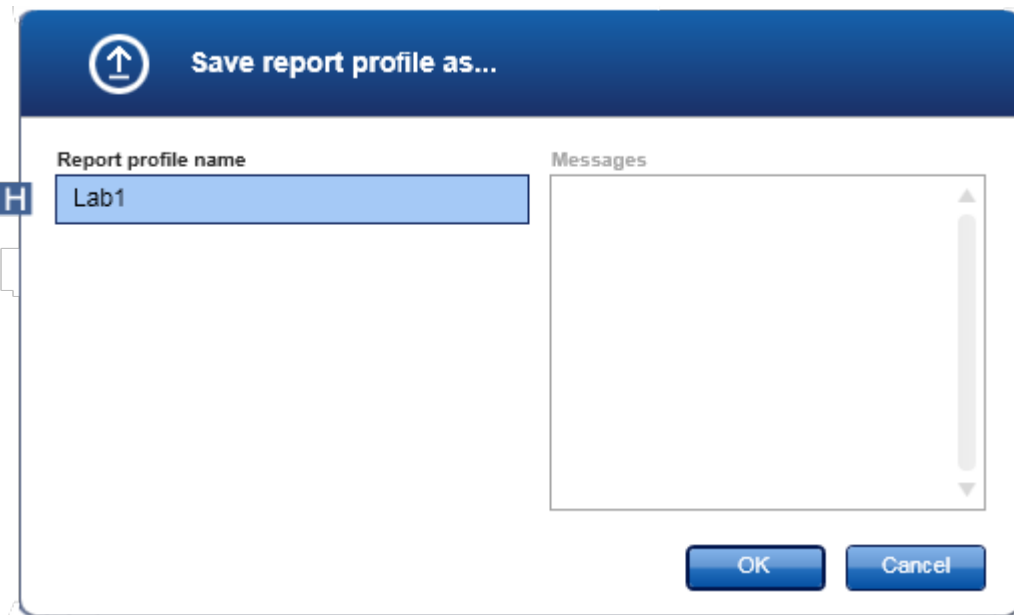 Save report profile as...
Report profile name
Messages
H
Lab1
OK
Cancel